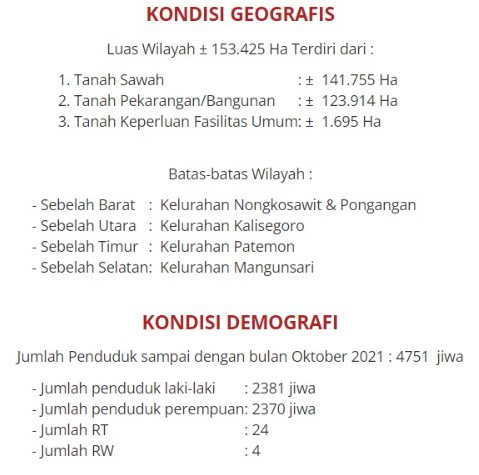 KONDISI GEOGRAFIS
Luas Wilayah ± 153.425 Ha Terdiri dari :
1. Tanah Sawah : ± 141.755 Ha
2. Tanah Pekarangan/Bangunan : ± 123.914 Ha
3. Tanah Keperluan Fasilitas Umum: ± 1.695 Ha
Batas-batas Wilayah :
- Sebelah Barat : Kelurahan Nongkosawit & Pongangan
- Sebelah Utara : Kelurahan Kalisegoro
- Sebelah Timur : Kelurahan Patemon
- Sebelah Selatan: Kelurahan Mangunsari
KONDISI DEMOGRAFI
Jumlah Penduduk sampai dengan bulan Oktober 2021 : 4751 jiwa
- Jumlah penduduk laki-laki : 2381 jiwa
- Jumlah penduduk perempuan: 2370 jiwa
- Jumlah RT : 24
- Jumlah RW : 4